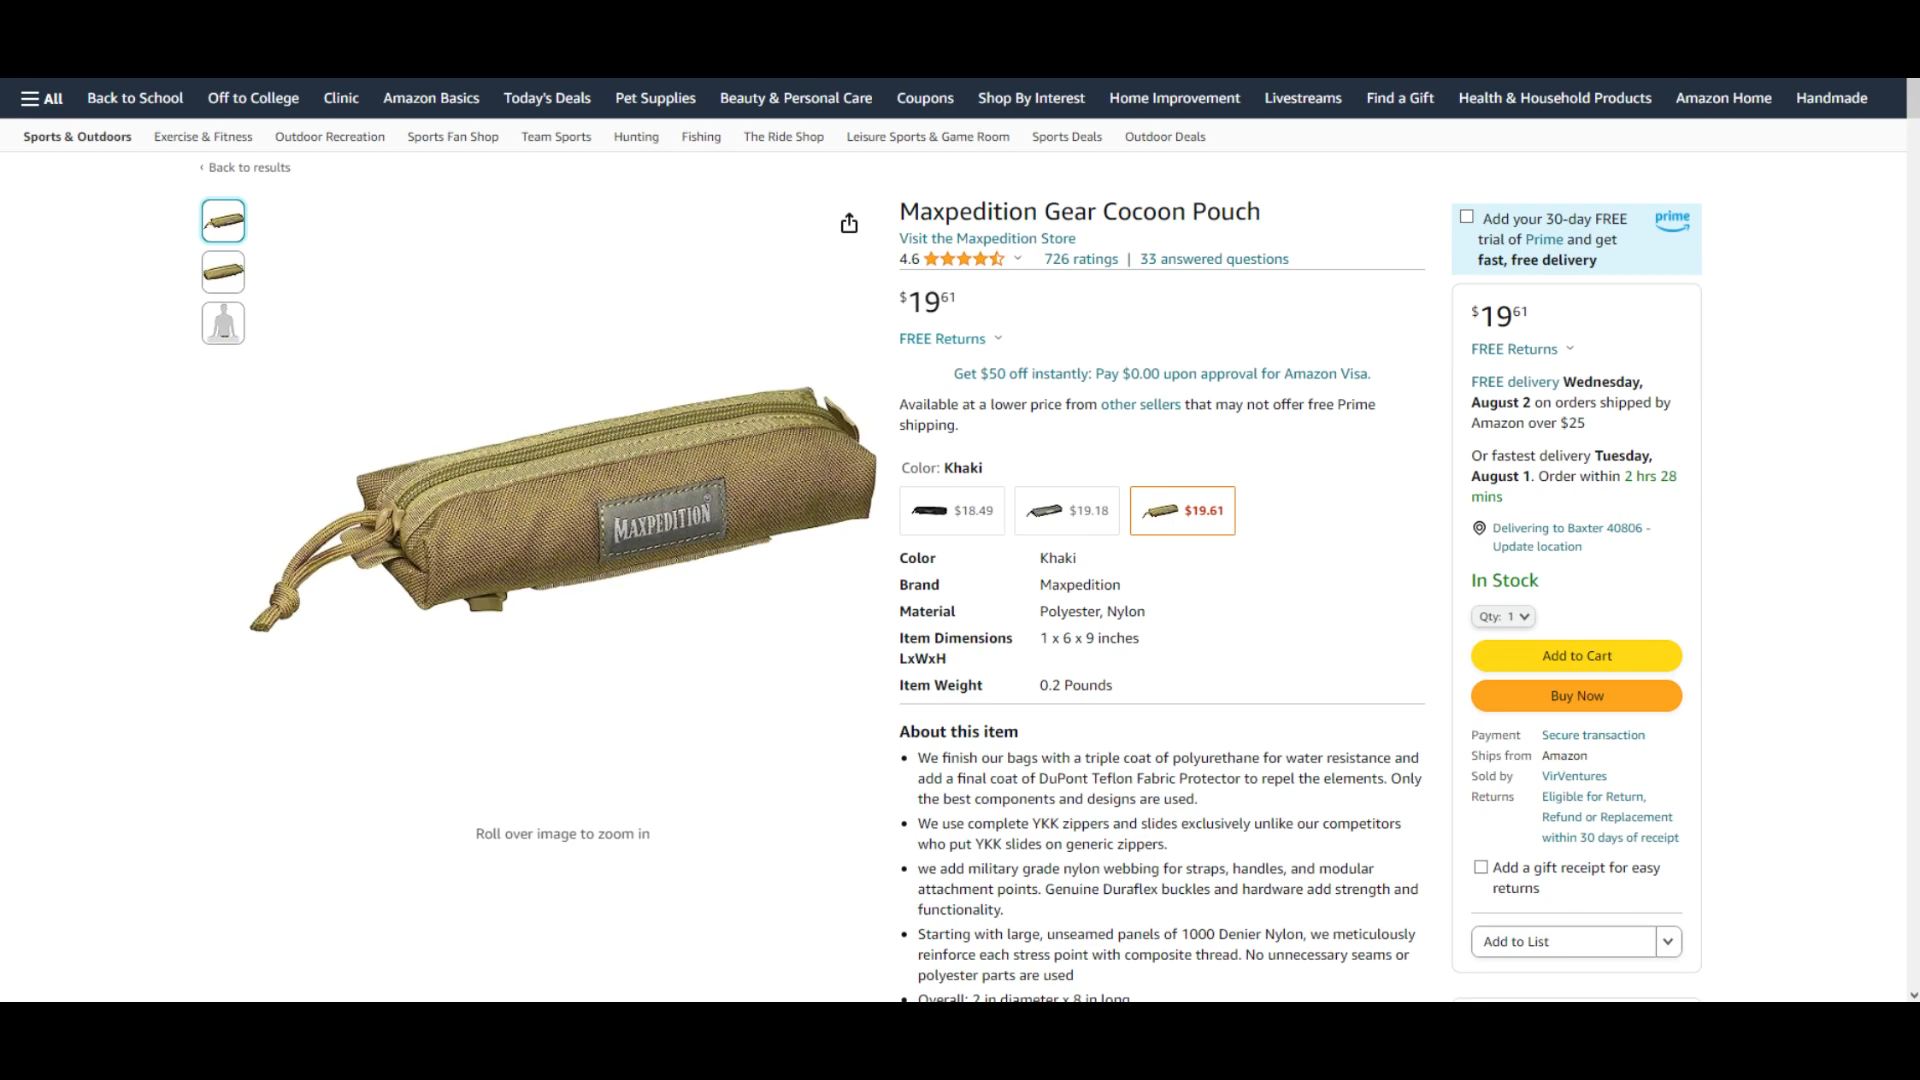 All Back to School Off to College Clinic Amazon Basics Today's Deals Pet Supplies Beauty & Personal Care Coupons Shop By Interest Home Improvement Livestreams Find a Gift Health & Household Products Amazon Home Handmade
Sports & Outdoors Exercise & Fitness Outdoor Recreation Sports Fan Shop Team Sports Hunting Fishing The Ride Shop Leisure Sports & Game Room Sports Deals Outdoor Deals
‹ Back to results
MAXPEDITION®
Roll over image to zoom in
Maxpedition Gear Cocoon Pouch
Visit the Maxpedition Store
4.6 726 ratings | 33 answered questions
$19 61
FREE Returns
Get $50 off instantly: Pay $0.00 upon approval for Amazon Visa.
Available at a lower price from other sellers that may not offer free Prime
shipping.
Color: Khaki
$18.49 $19.18 $19.61
Color Khaki
Brand Maxpedition
Material Polyester, Nylon
Item Dimensions 1 x 6 x 9 inches
LxWxH
Item Weight 0.2 Pounds
About this item
• We finish our bags with a triple coat of polyurethane for water resistance and
add a final coat of DuPont Teflon Fabric Protector to repel the elements. Only
the best components and designs are used.
• We use complete YKK zippers and slides exclusively unlike our competitors
who put YKK slides on generic zippers.
• we add military grade nylon webbing for straps, handles, and modular
attachment points. Genuine Duraflex buckles and hardware add strength and
functionality.
• Starting with large, unseamed panels of 1000 Denier Nylon, we meticulously
reinforce each stress point with composite thread. No unnecessary seams or
polyester parts are used
• Overall: 2 in diameter x 8 in long
Add your 30-day FREE
trial of Prime and get
fast, free delivery
prime
$19 61
FREE Returns
FREE delivery Wednesday,
August 2 on orders shipped by
Amazon over $25
Or fastest delivery Tuesday,
August 1. Order within 2 hrs 28
mins
Delivering to Baxter 40806 -
Update location
In Stock
Qty: 1
Add to Cart
Buy Now
Payment Secure transaction
Ships from Amazon
Sold by VirVentures
Returns Eligible for Return,
Refund or Replacement
within 30 days of receipt
Add a gift receipt for easy
returns
Add to List